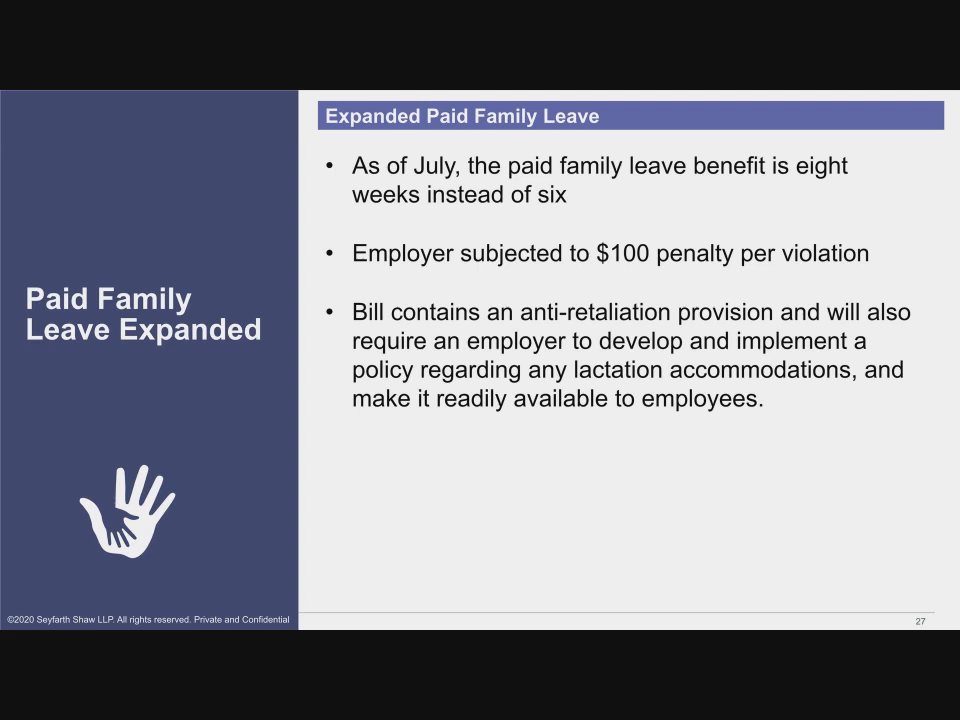 Expanded Paid Family Leave
• As of July, the paid family leave benefit is eight
weeks instead of six
• Employer subjected to $100 penalty per violation
• Bill contains an anti-retaliation provision and will also
require an employer to develop and implement a
policy regarding any lactation accommodations, and
make it readily available to employees.
Paid Family
Leave Expanded
©2020 Seyfarth Shaw LLP. All rights reserved. Private and Confidential
27